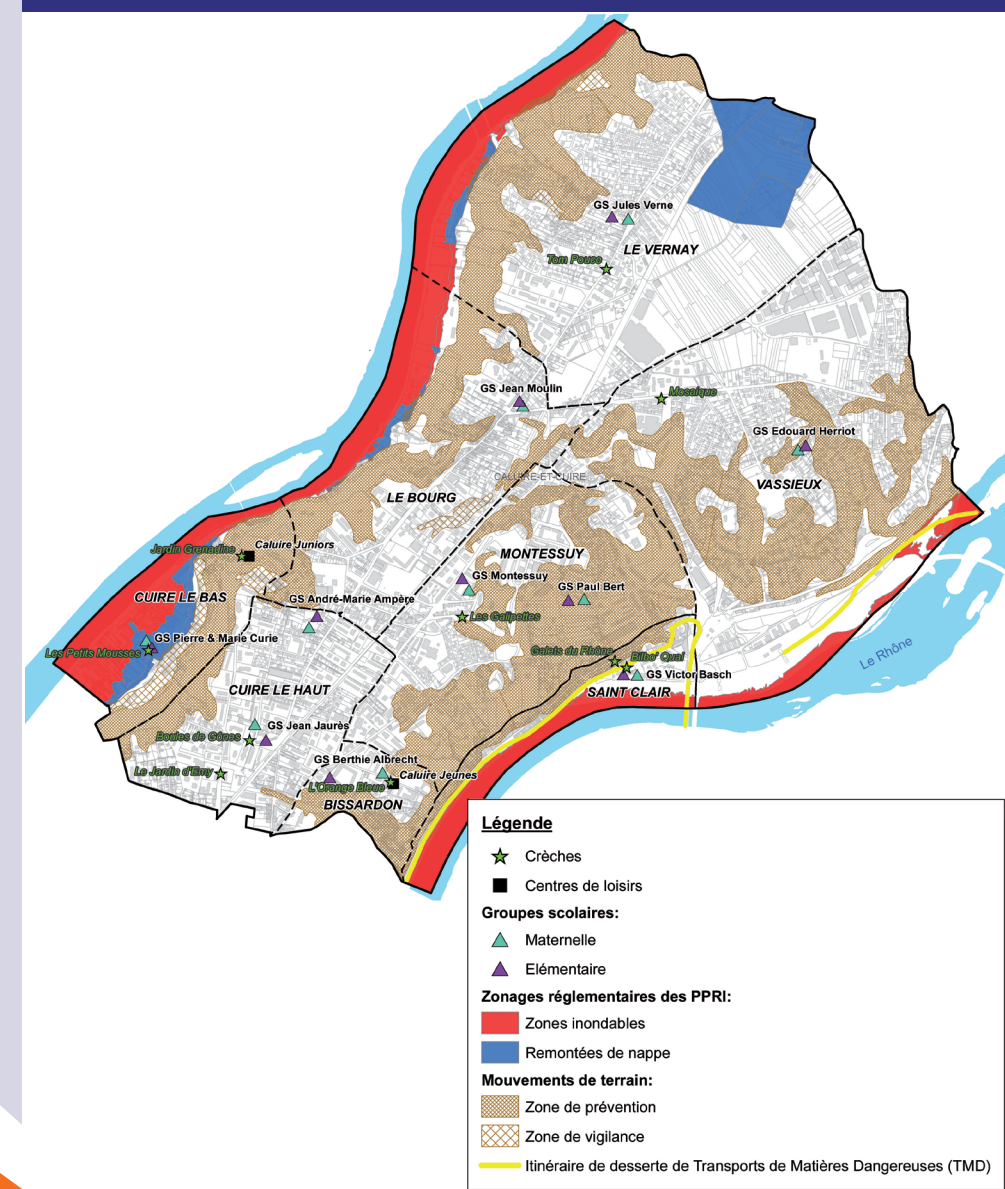 GS Jules Verne
LE VERNAY
Tom Pouce
GS Jean Moulin
Mosaïque
GS Edouard Herriot
CALUIRE-ET-CUIRE
VASSIEUX
LE BOURG
Jardin Grenadine
Caluire Juniors
MONTESSUY
GS Montessuy
GS Paul Bert
CUIRE LE BAS
GS André-Marie Ampère
Les Galipettes
GS Pierre & Marie Curie
Les Petits Mousses
Galets du Rhône
Bilbo' Quai
GS Victor Basch
Le Rhône
CUIRE LE HAUT
SAINT CLAIR
GS Jean Jaurès
Boules de Gônes
GS Berthie Albrecht
Le Jardin d'Emy
Caluire Jeunes
L'Orange Bleue
BISSARDON
Légende
Crèches
Centres de loisirs
Groupes scolaires:
Maternelle
Elémentaire
Zonages réglementaires des PPRI:
Zones inondables
Remontées de nappe
Mouvements de terrain:
Zone de prévention
Zone de vigilance
Itinéraire de desserte de Transports de Matières Dangereuses (TMD)